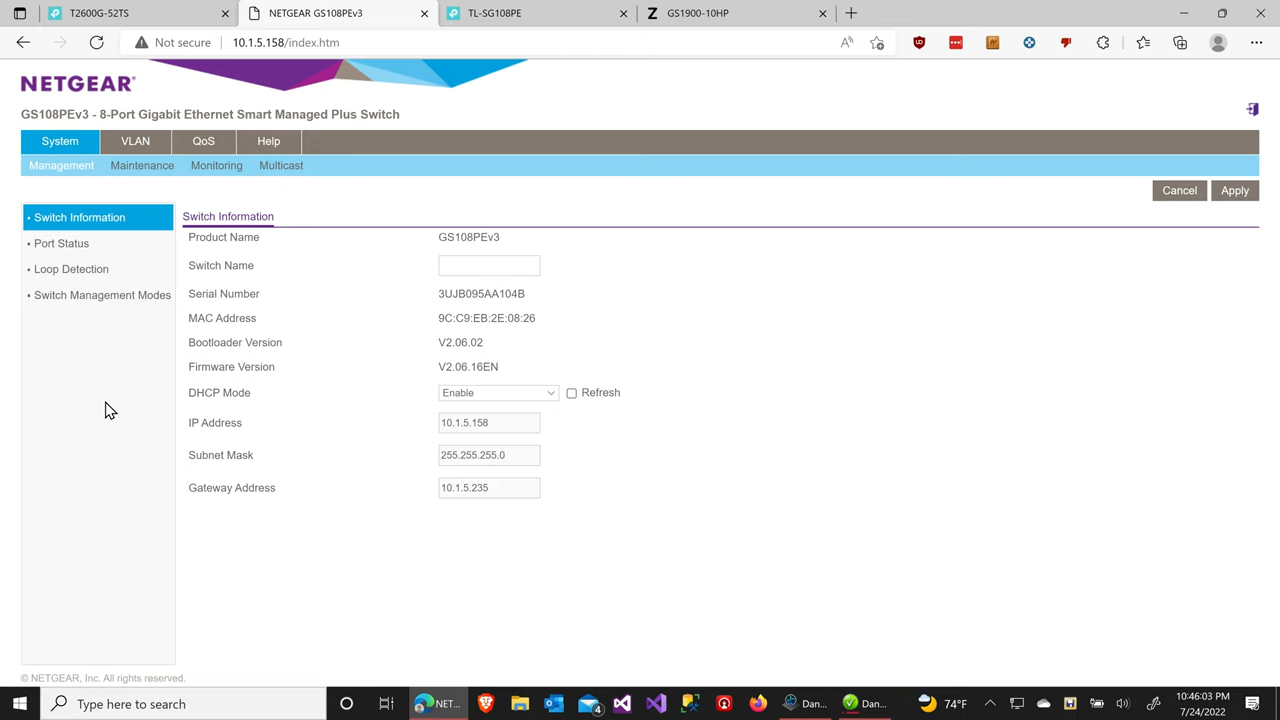 T2600G-52TS
NETGEAR GS108PEv3
TL-SG108PE
Z GS1900-10HP
Not secure
10.1.5.158/index.htm
NETGEAR
GS108PEv3 - 8-Port Gigabit Ethernet Smart Managed Plus Switch
System VLAN QoS Help
Management Maintenance Monitoring Multicast
Cancel Apply
• Switch Information
• Port Status
• Loop Detection
• Switch Management Modes
Switch Information
Product Name GS108PEv3
Switch Name
Serial Number 3UJB095AA104B
MAC Address 9C:C9:EB:2E:08:26
Bootloader Version V2.06.02
Firmware Version V2.06.16EN
DHCP Mode Enable Refresh
IP Address 10.1.5.158
Subnet Mask 255.255.255.0
Gateway Address 10.1.5.235
© NETGEAR, Inc. All rights reserved.
Type here to search
NET...
4
Dan...
Dan...
74°F
10:46:03 PM
7/24/2022